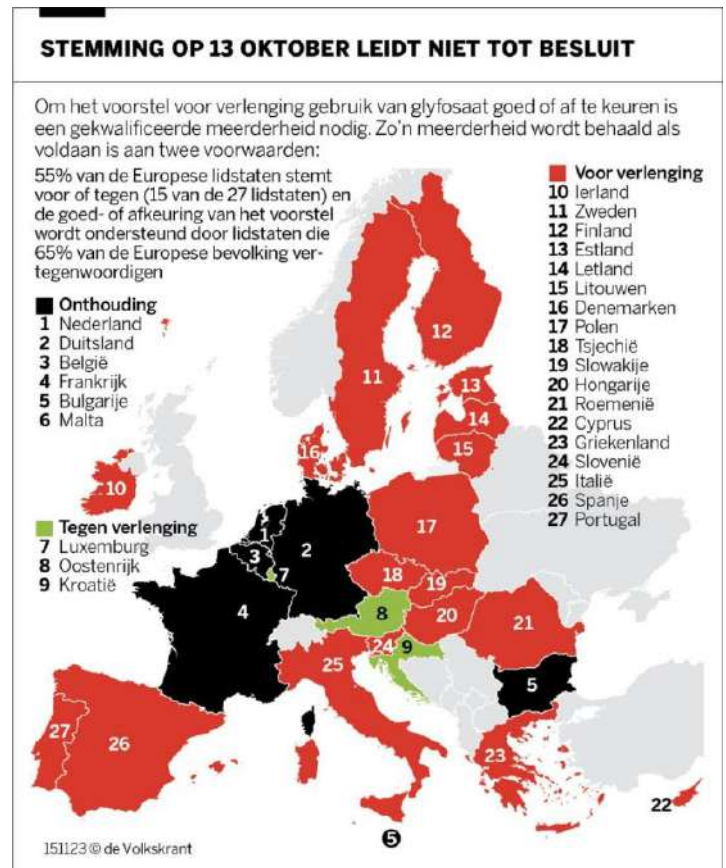 STEMMING OP 13 OKTOBER LEIDT NIET TOT BESLUIT
Om het voorstel voor verlenging gebruik van glyfosaat goed of af te keuren is
een gekwalificeerde meerderheid nodig. Zo'n meerderheid wordt behaald als
voldaan is aan twee voorwaarden:
55% van de Europese lidstaten stemt
voor of tegen (15 van de 27 lidstaten) en
de goed- of afkeuring van het voorstel
wordt ondersteund door lidstaten die
65% van de Europese bevolking ver-
tegenwoordigen
Onthouding
1 Nederland
2 Duitsland
3 België
4 Frankrijk
5 Bulgarije
6 Malta
Tegen verlenging
7 Luxemburg
8 Oostenrijk
9 Kroatië
Voor verlenging
10 Ierland
11 Zweden
12 Finland
13 Estland
14 Letland
15 Litouwen
16 Denemarken
17 Polen
18 Tsjechië
19 Slowakije
20 Hongarije
21 Roemenië
22 Cyprus
23 Griekenland
24 Slovenië
25 Italië
26 Spanje
27 Portugal
12
11
13
14
15
16
10
17
1
2
3
7
18
19
4
8
20
21
24
9
25
5
27
26
23
22
5
151123 © de Volkskrant